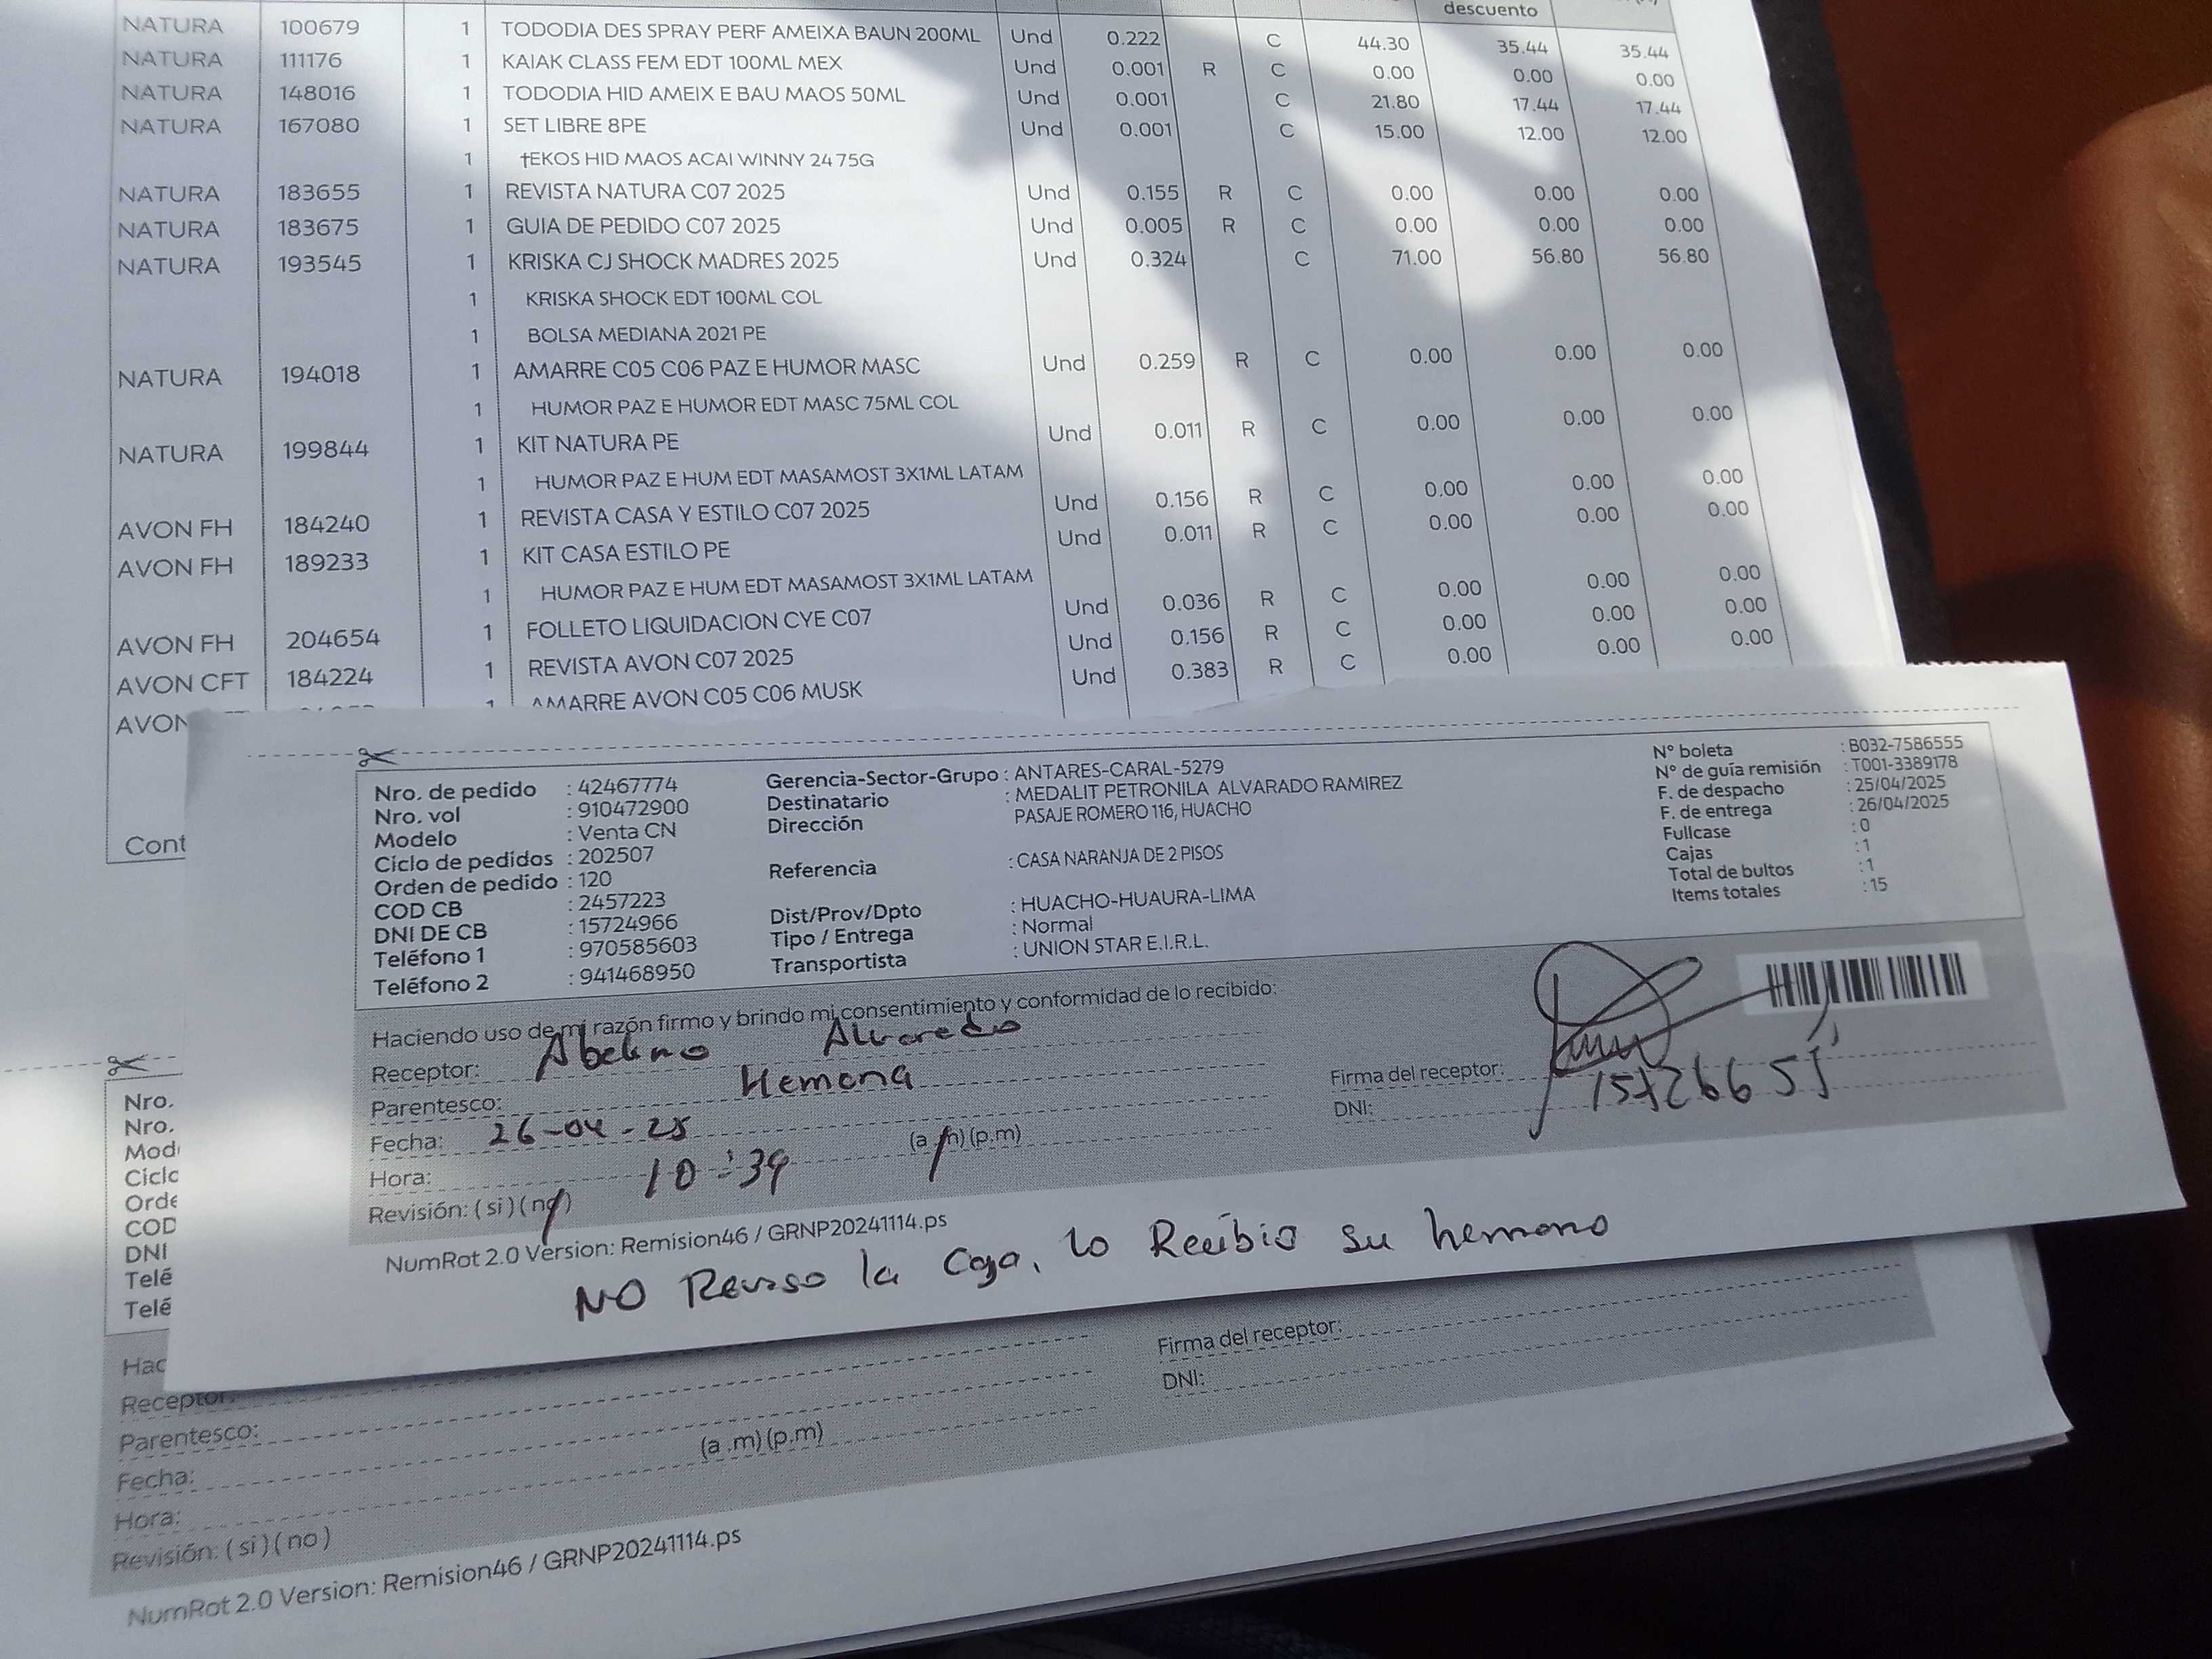 descuento
NATURA 100679 1 TODODIA DES SPRAY PERF AMEIXA BAUN 200ML Und 0.222 C 44.30 35.44 35.44
NATURA 111176 1 KAIAK CLASS FEM EDT 100ML MEX Und 0.001 R C 0.00 0.00 0.00
NATURA 148016 1 TODODIA HID AMEIX E BAU MAOS 50ML Und 0.001 C 21.80 17.44 17.44
NATURA 167080 1 SET LIBRE 8PE Und 0.001 C 15.00 12.00 12.00
1 †EKOS HID MAOS ACAI WINNY 24 75G
NATURA 183655 1 REVISTA NATURA C07 2025 Und 0.155 R C 0.00 0.00 0.00
NATURA 183675 1 GUIA DE PEDIDO C07 2025 Und 0.005 R C 0.00 0.00 0.00
NATURA 193545 1 KRISKA CJ SHOCK MADRES 2025 Und 0.324 C 71.00 56.80 56.80
1 KRISKA SHOCK EDT 100ML COL
1 BOLSA MEDIANA 2021 PE
NATURA 194018 1 AMARRE C05 C06 PAZ E HUMOR MASC Und 0.259 R C 0.00 0.00 0.00
1 HUMOR PAZ E HUMOR EDT MASC 75ML COL
NATURA 199844 1 KIT NATURA PE Und 0.011 R C 0.00 0.00 0.00
1 HUMOR PAZ E HUM EDT MASAMOST 3X1ML LATAM
AVON FH 184240 1 REVISTA CASA Y ESTILO C07 2025 Und 0.156 R C 0.00 0.00 0.00
AVON FH 189233 1 KIT CASA ESTILO PE Und 0.011 R C 0.00 0.00 0.00
1 HUMOR PAZ E HUM EDT MASAMOST 3X1ML LATAM
AVON FH 204654 1 FOLLETO LIQUIDACION CYE C07 Und 0.036 R C 0.00 0.00 0.00
AVON CFT 184224 1 REVISTA AVON C07 2025 Und 0.156 R C 0.00 0.00 0.00
AVON 1 AMARRE AVON C05 C06 MUSK Und 0.383 R C 0.00 0.00 0.00
Cont
Nro. de pedido : 42467774
Nro. vol : 910472900
Modelo : Venta CN
Ciclo de pedidos : 202507
Orden de pedido : 120
COD CB : 2457223
DNI DE CB : 15724966
Teléfono 1 : 970585603
Teléfono 2 : 941468950
Gerencia-Sector-Grupo : ANTARES-CARAL-5279
Destinatario : MEDALIT PETRONILA ALVARADO RAMIREZ
Dirección PASAJE ROMERO 116, HUACHO
Referencia : CASA NARANJA DE 2 PISOS
Dist/Prov/Dpto : HUACHO-HUAURA-LIMA
Tipo / Entrega : Normal
Transportista : UNION STAR E.I.R.L.
N° boleta : B032-7586555
N° de guía remisión : T001-3389178
F. de despacho : 25/04/2025
F. de entrega : 26/04/2025
Fullcase : 0
Cajas : 1
Total de bultos : 1
Items totales : 15
Haciendo uso de mi razón firmo y brindo mi consentimiento y conformidad de lo recibido:
Receptor: Abelino Alvaredo
Parentesco: Hemona
Fecha: 26-04-25
Hora: 10:39 (a.m)(p.m)
Revisión: (si)(no)
Firma del receptor:
DNI:
NumRot 2.0 Version: Remision46 / GRNP20241114.ps
NO Reviso la Caja, lo Recibio su hemono
Nro.
Nro.
Mod
Ciclo
Orde
COD
DNI
Telé
Telé
Hac
Receptor:
Parentesco:
Fecha:
Hora: (a.m)(p.m)
Revisión: (si)(no)
Firma del receptor:
DNI:
NumRot 2.0 Version: Remision46 / GRNP20241114.ps